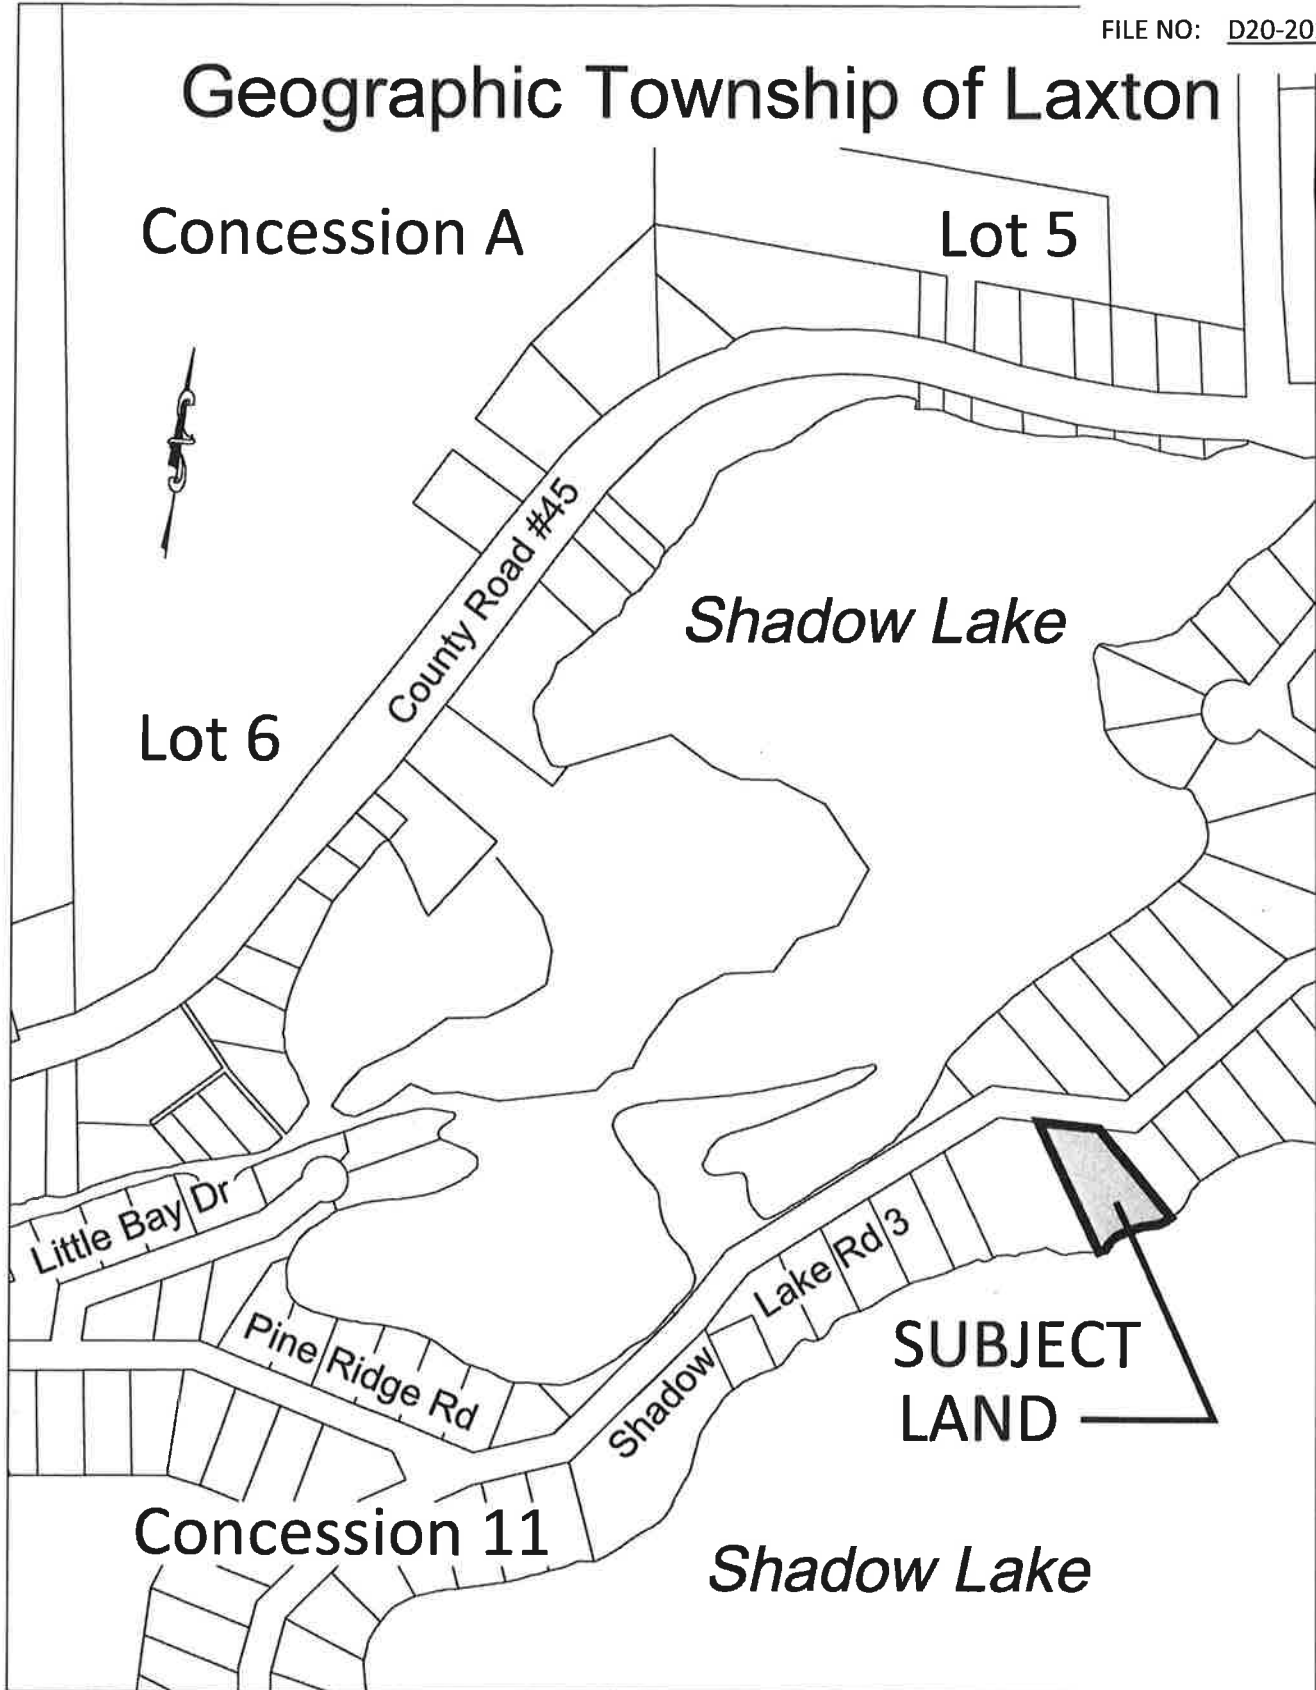 FILE NO: D20-20
Geographic Township of Laxton
Concession A
Lot 5
County Road #45
Shadow Lake
Lot 6
Little Bay Dr
Pine Ridge Rd
Shadow Lake Rd 3
SUBJECT
LAND
Concession 11
Shadow Lake